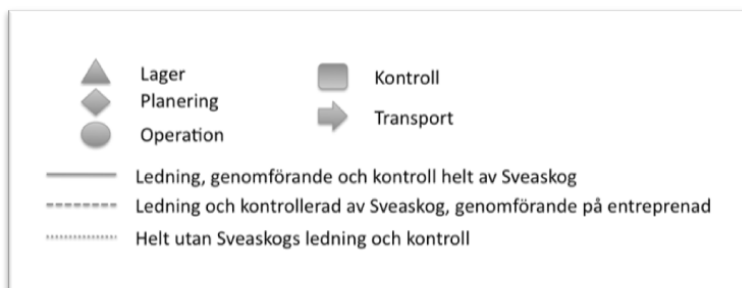 Lager
Planering
Operation
Kontroll
Transport
Ledning, genomförande och kontroll helt av Sveaskog
Ledning och kontrollerad av Sveaskog, genomförande på entreprenad
Helt utan Sveaskogs ledning och kontroll